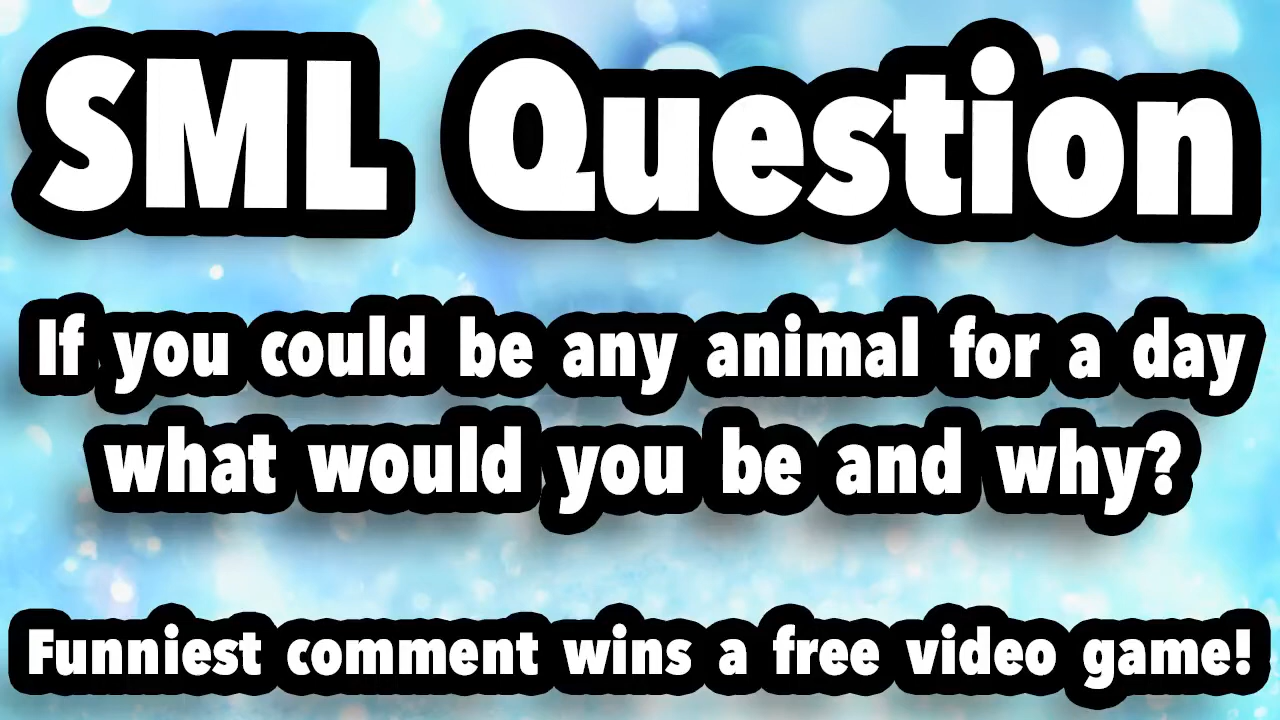 SML Question
If you could be any animal for a day
what would you be and why?
Funniest comment wins a free video game!